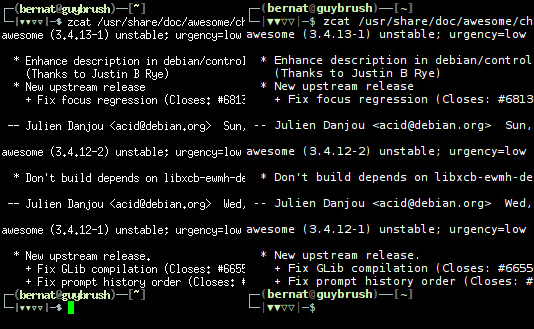 ┌─(bernat@guybrush)──[~]
└─|▼▼▽▽|─$ zcat /usr/share/doc/awesome/ch
awesome (3.4.13-1) unstable; urgency=low
* Enhance description in debian/control
(Thanks to Justin B Rye)
* New upstream release
+ Fix focus regression (Closes: #6813
-- Julien Danjou <acid@debian.org>  Sun,
awesome (3.4.12-2) unstable; urgency=low
* Don't build depends on libxcb-ewmh-de
-- Julien Danjou <acid@debian.org>  Wed,
awesome (3.4.12-1) unstable; urgency=low
* New upstream release.
+ Fix GLib compilation (Closes: #6655
+ Fix prompt history order (Closes: #
┌─(bernat@guybrush)──[~]
└─|▼▼▽▽|─$
┌─(bernat@guybrush)──[~]
└─|▼▼▽▽|─$ zcat /usr/share/doc/awesome/ch
awesome (3.4.13-1) unstable; urgency=low
* Enhance description in debian/control
(Thanks to Justin B Rye)
* New upstream release
+ Fix focus regression (Closes: #6813
-- Julien Danjou <acid@debian.org>  Sun,
awesome (3.4.12-2) unstable; urgency=low
* Don't build depends on libxcb-ewmh-de
-- Julien Danjou <acid@debian.org>  Wed,
awesome (3.4.12-1) unstable; urgency=low
* New upstream release.
+ Fix GLib compilation (Closes: #6655
+ Fix prompt history order (Closes: #
┌─(bernat@guybrush)──[~]
└─|▼▼▽▽|─$